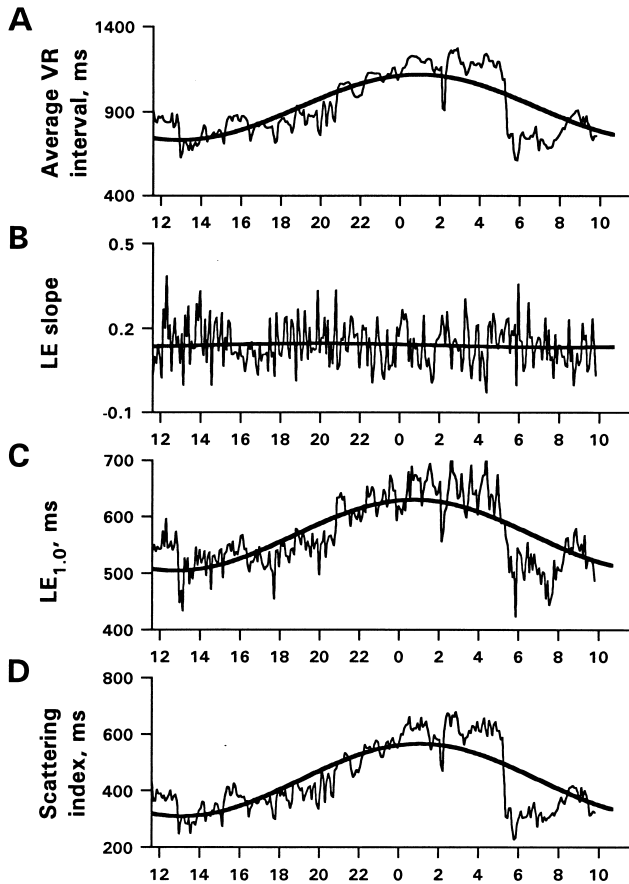 A
Average VR
interval, ms
1400
900
400
12 14 16 18 20 22 0 2 4 6 8 10
B
LE slope
0.5
0.2
-0.1
12 14 16 18 20 22 0 2 4 6 8 10
C
LE1.0, ms
700
600
500
400
12 14 16 18 20 22 0 2 4 6 8 10
D
Scattering
index, ms
800
600
400
200
12 14 16 18 20 22 0 2 4 6 8 10